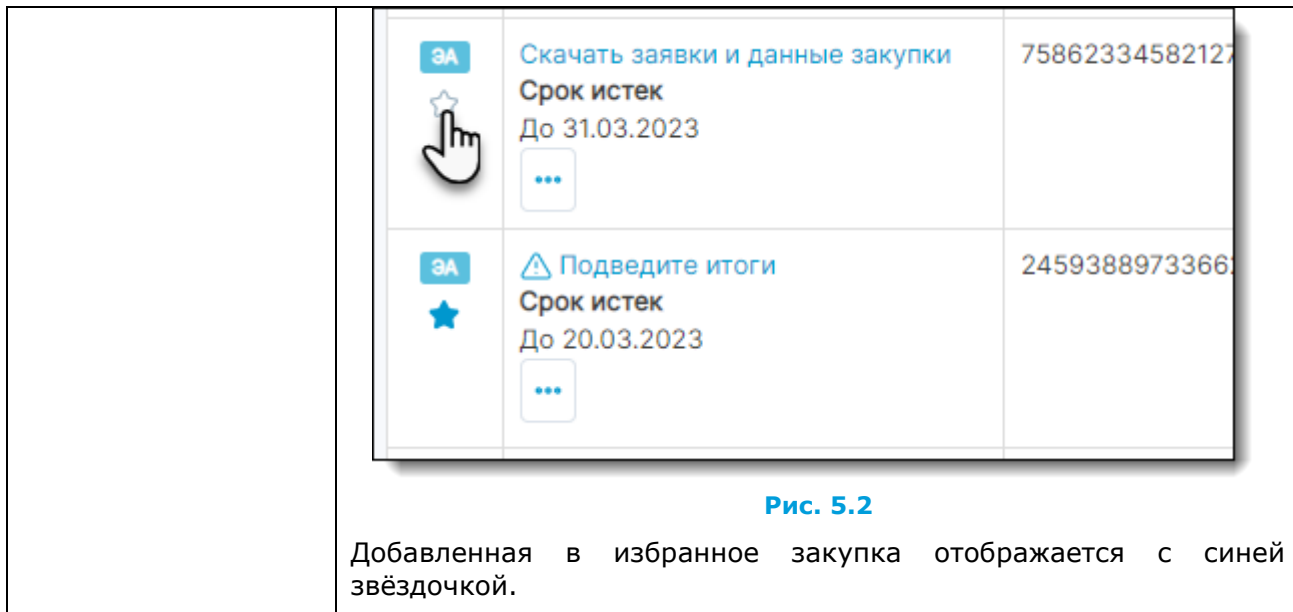 ЭА Скачать заявки и данные закупки 75862334582127
Срок истек
До 31.03.2023
ЭА Подведите итоги 24593889733662
Срок истек
До 20.03.2023
Рис. 5.2
Добавленная в избранное закупка отображается с синей
звёздочкой.